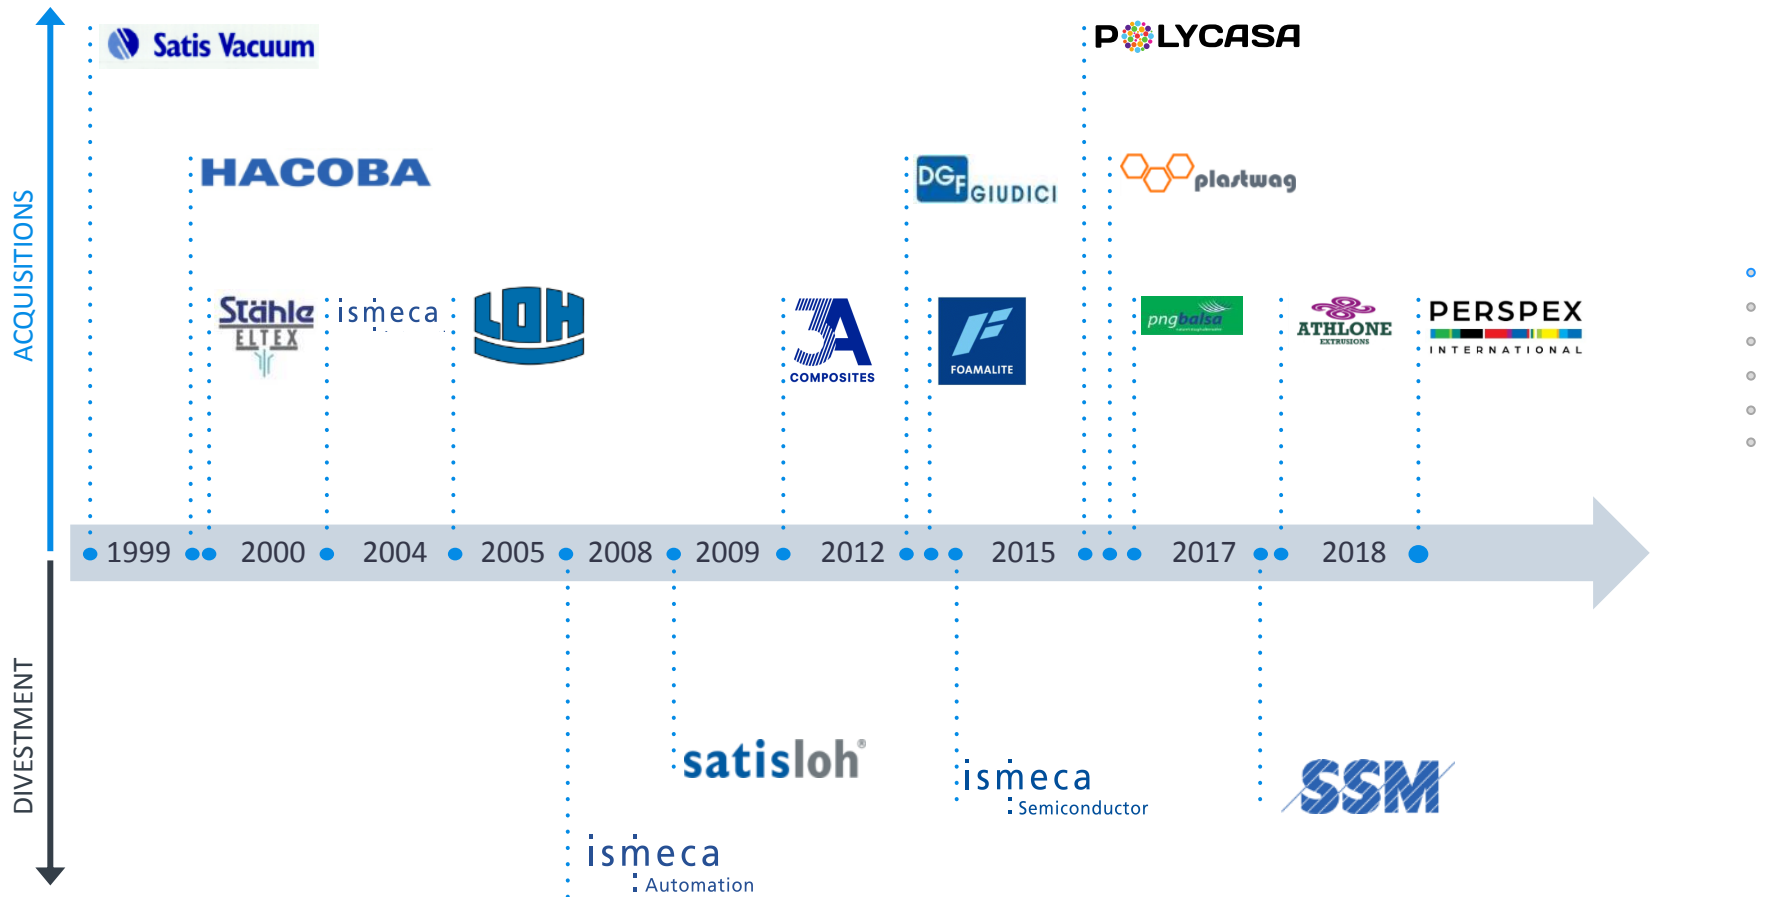 Satis Vacuum
POLYCASA
HACOBA
DGF GIUDICI
plastwag
ACQUISITIONS
Stähle
ELTEX
ismeca
LOH
3A
COMPOSITES
FOAMALITE
pngbalsa
ATHLONE
EXTRUSIONS
PERSPEX
INTERNATIONAL
1999 2000 2004 2005 2008 2009 2012 2015 2017 2018
DIVESTMENT
satisloh®
ismeca
Semiconductor
SSM
ismeca
Automation